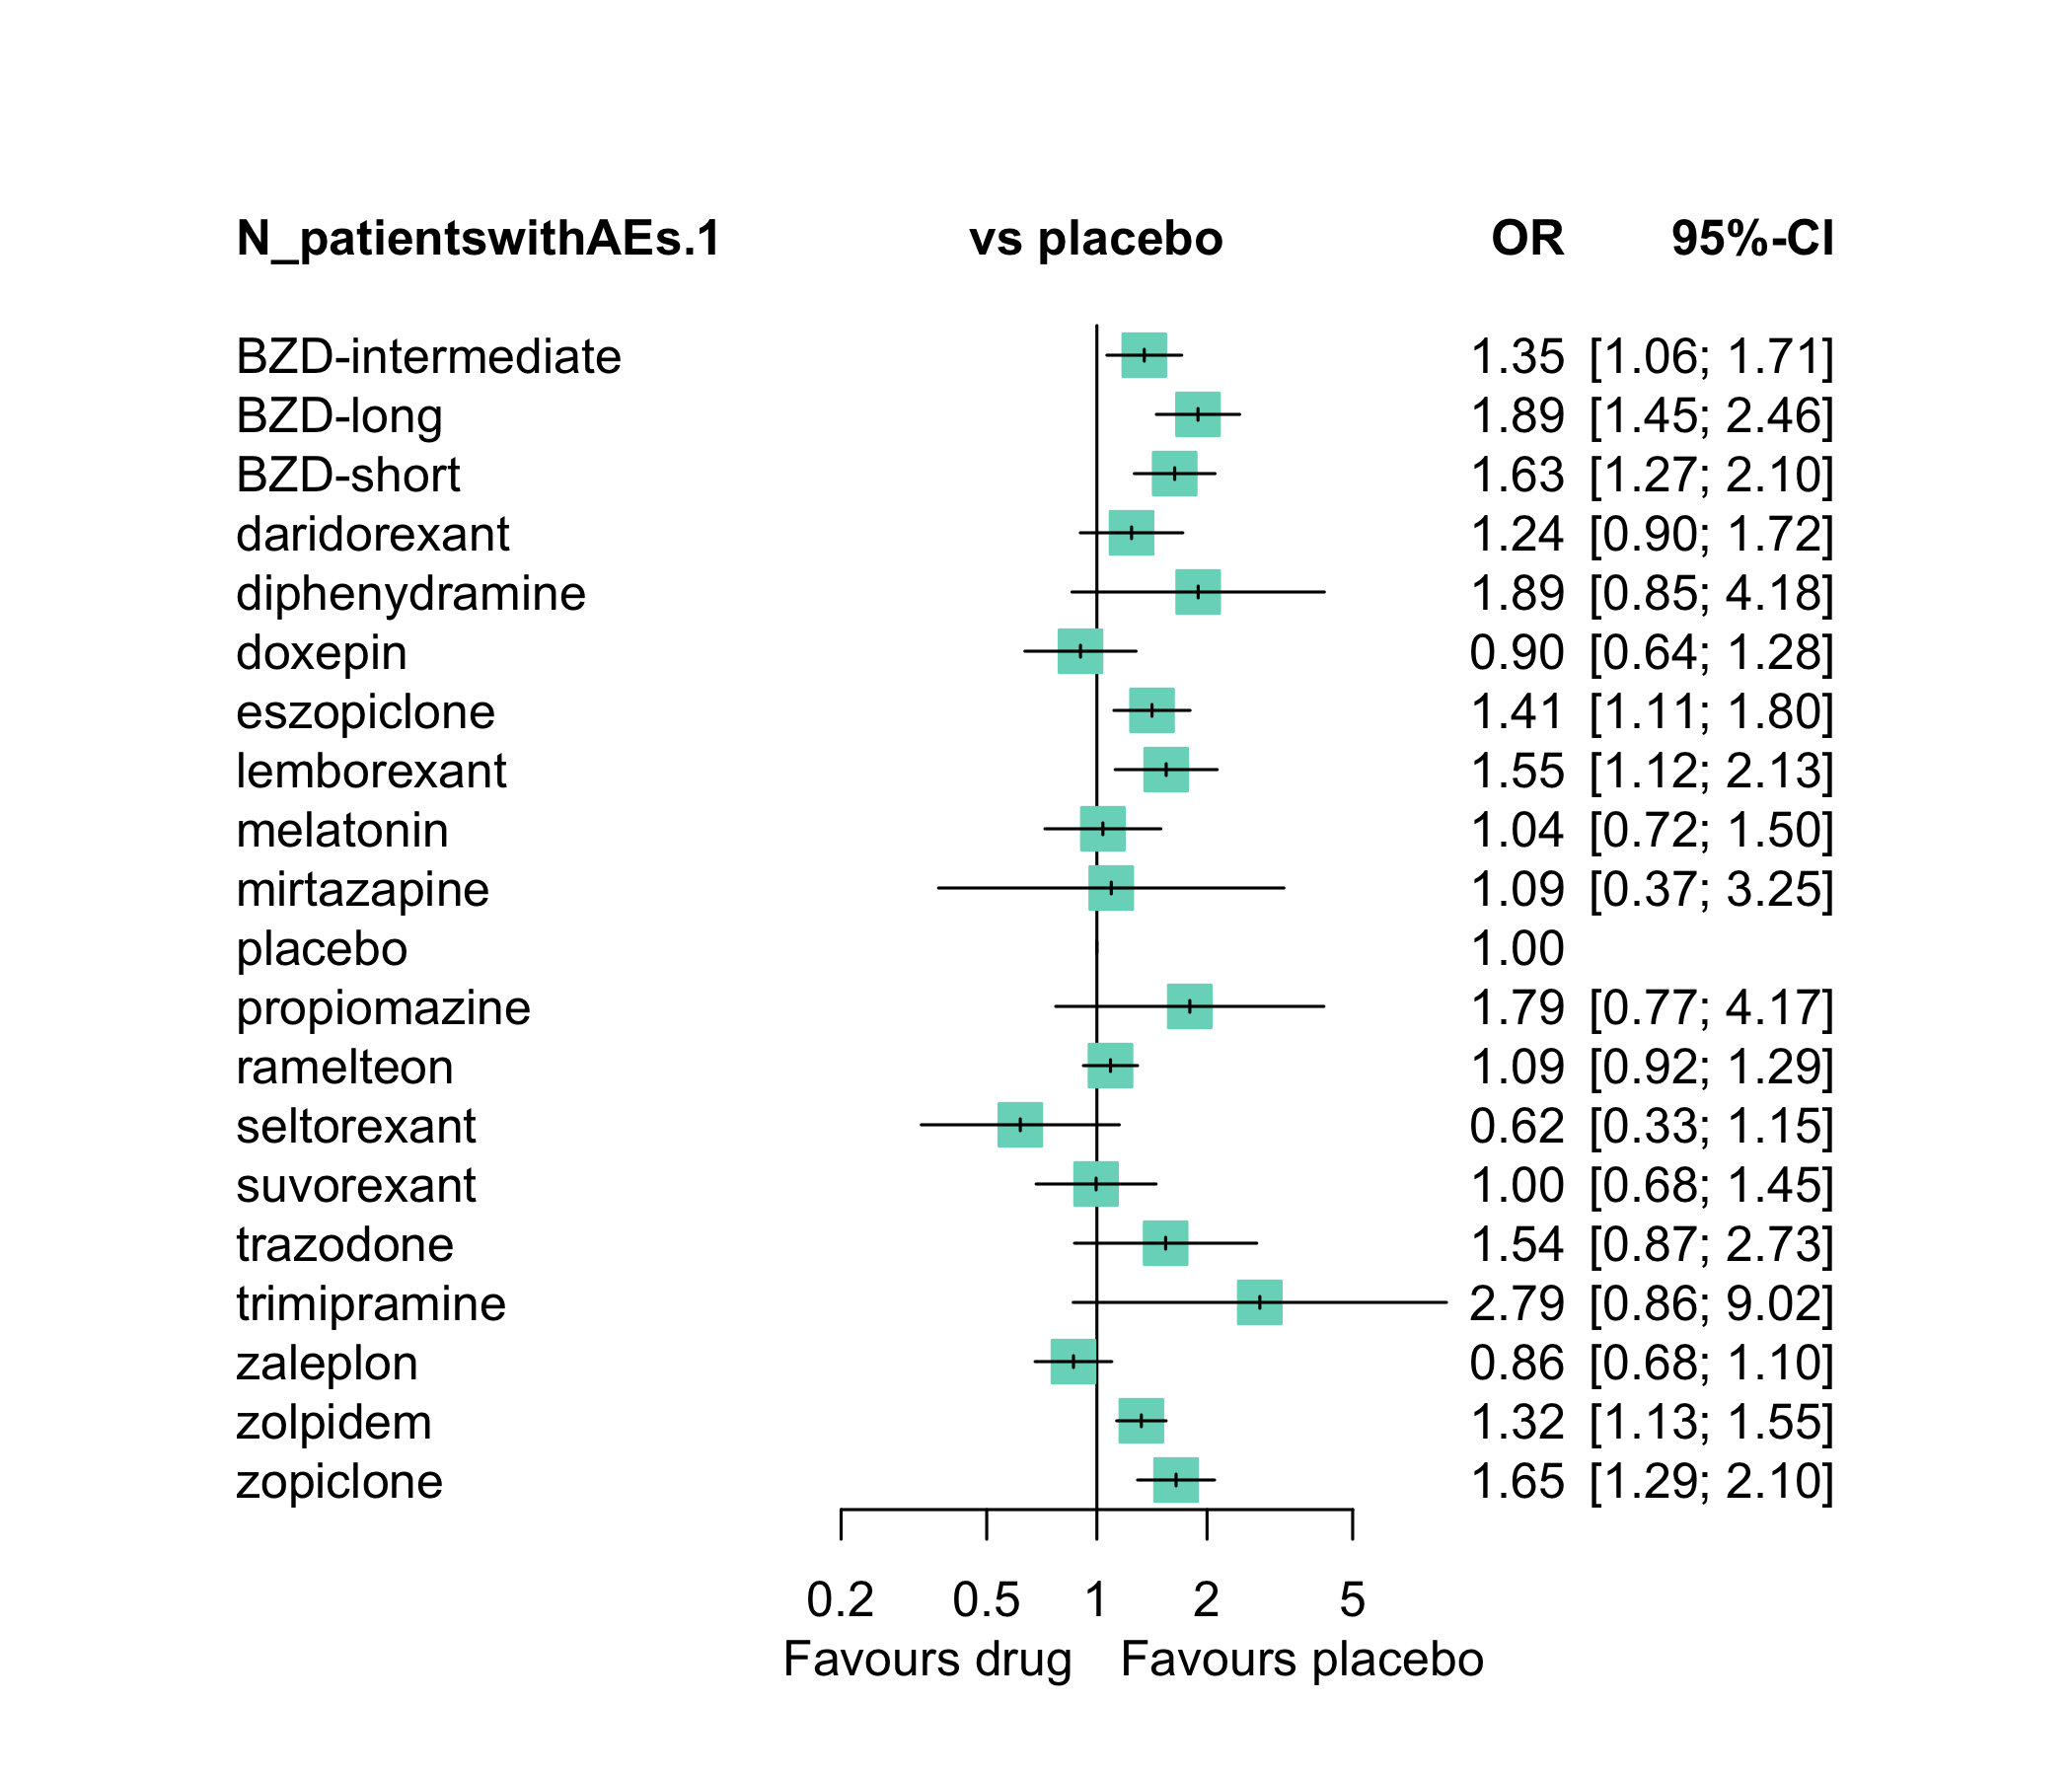 N_patientswithAEs.1 vs placebo OR 95%-CI
BZD-intermediate 1.35 [1.06; 1.71]
BZD-long 1.89 [1.45; 2.46]
BZD-short 1.63 [1.27; 2.10]
daridorexant 1.24 [0.90; 1.72]
diphenydramine 1.89 [0.85; 4.18]
doxepin 0.90 [0.64; 1.28]
eszopiclone 1.41 [1.11; 1.80]
lemborexant 1.55 [1.12; 2.13]
melatonin 1.04 [0.72; 1.50]
mirtazapine 1.09 [0.37; 3.25]
placebo 1.00
propiomazine 1.79 [0.77; 4.17]
ramelteon 1.09 [0.92; 1.29]
seltorexant 0.62 [0.33; 1.15]
suvorexant 1.00 [0.68; 1.45]
trazodone 1.54 [0.87; 2.73]
trimipramine 2.79 [0.86; 9.02]
zaleplon 0.86 [0.68; 1.10]
zolpidem 1.32 [1.13; 1.55]
zopiclone 1.65 [1.29; 2.10]
0.2 0.5 1 2 5
Favours drug Favours placebo